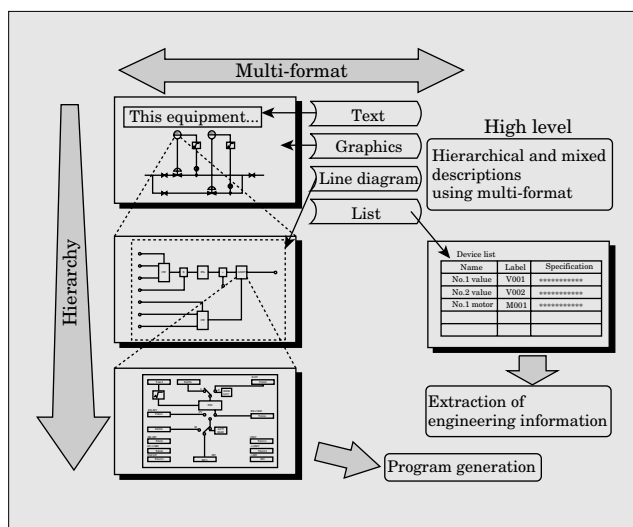 Multi-format
This equipment...
Text
Graphics
Line diagram
List
High level
Hierarchical and mixed
descriptions
using multi-format
Hierarchy
Device list
Name Label Specification
No.1 value V001 ***********
No.2 value V002 ***********
No.1 motor M001 ***********
Extraction of
engineering information
Program generation